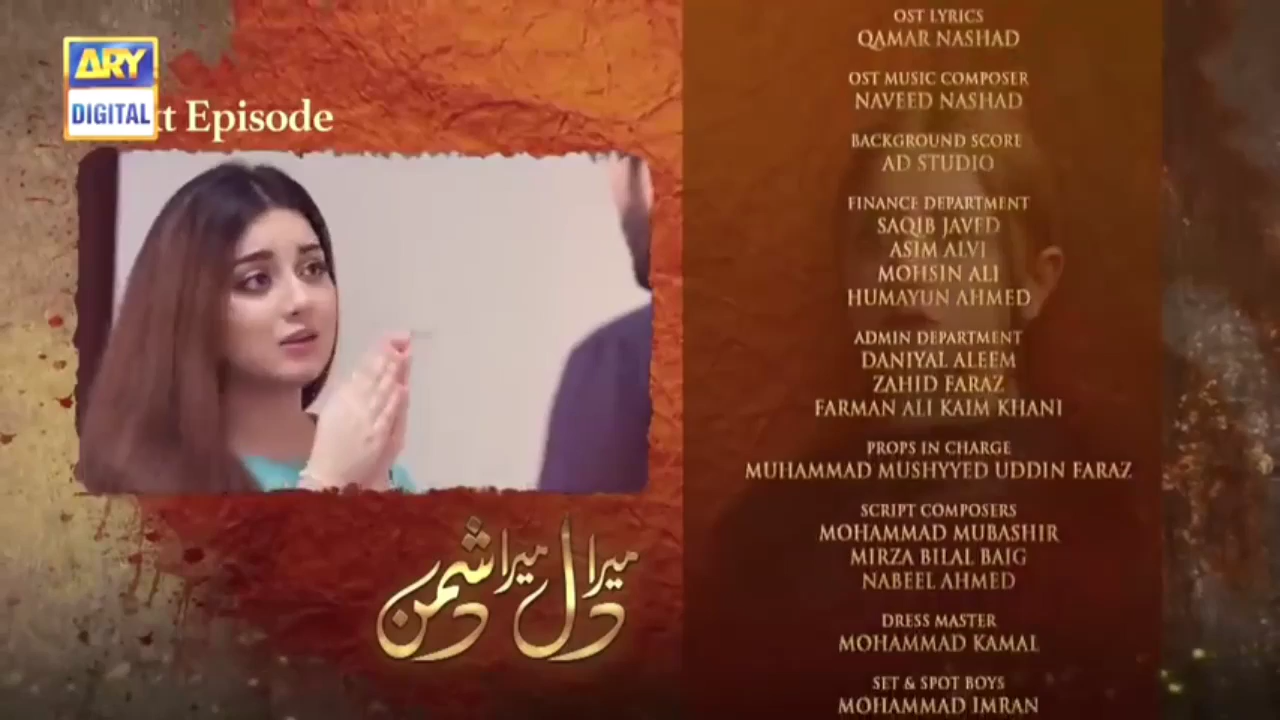 ARY
DIGITAL
Episode
میرا دل میرا دشمن
OST LYRICS
QAMAR NASHAD
OST MUSIC COMPOSER
NAVEED NASHAD
BACKGROUND SCORE
AD STUDIO
FINANCE DEPARTMENT
SAQIB JAVED
ASIM ALVI
MOHSIN ALI
HUMAYUN AHMED
ADMIN DEPARTMENT
DANIYAL ALEEM
ZAHID FARAZ
FARMAN ALI KAIM KHANI
PROPS IN CHARGE
MUHAMMAD MUSHYYED UDDIN FARAZ
SCRIPT COMPOSERS
MOHAMMAD MUBASHIR
MIRZA BILAL BAIG
NABEEL AHMED
DRESS MASTER
MOHAMMAD KAMAL
SET & SPOT BOYS
MOHAMMAD IMRAN